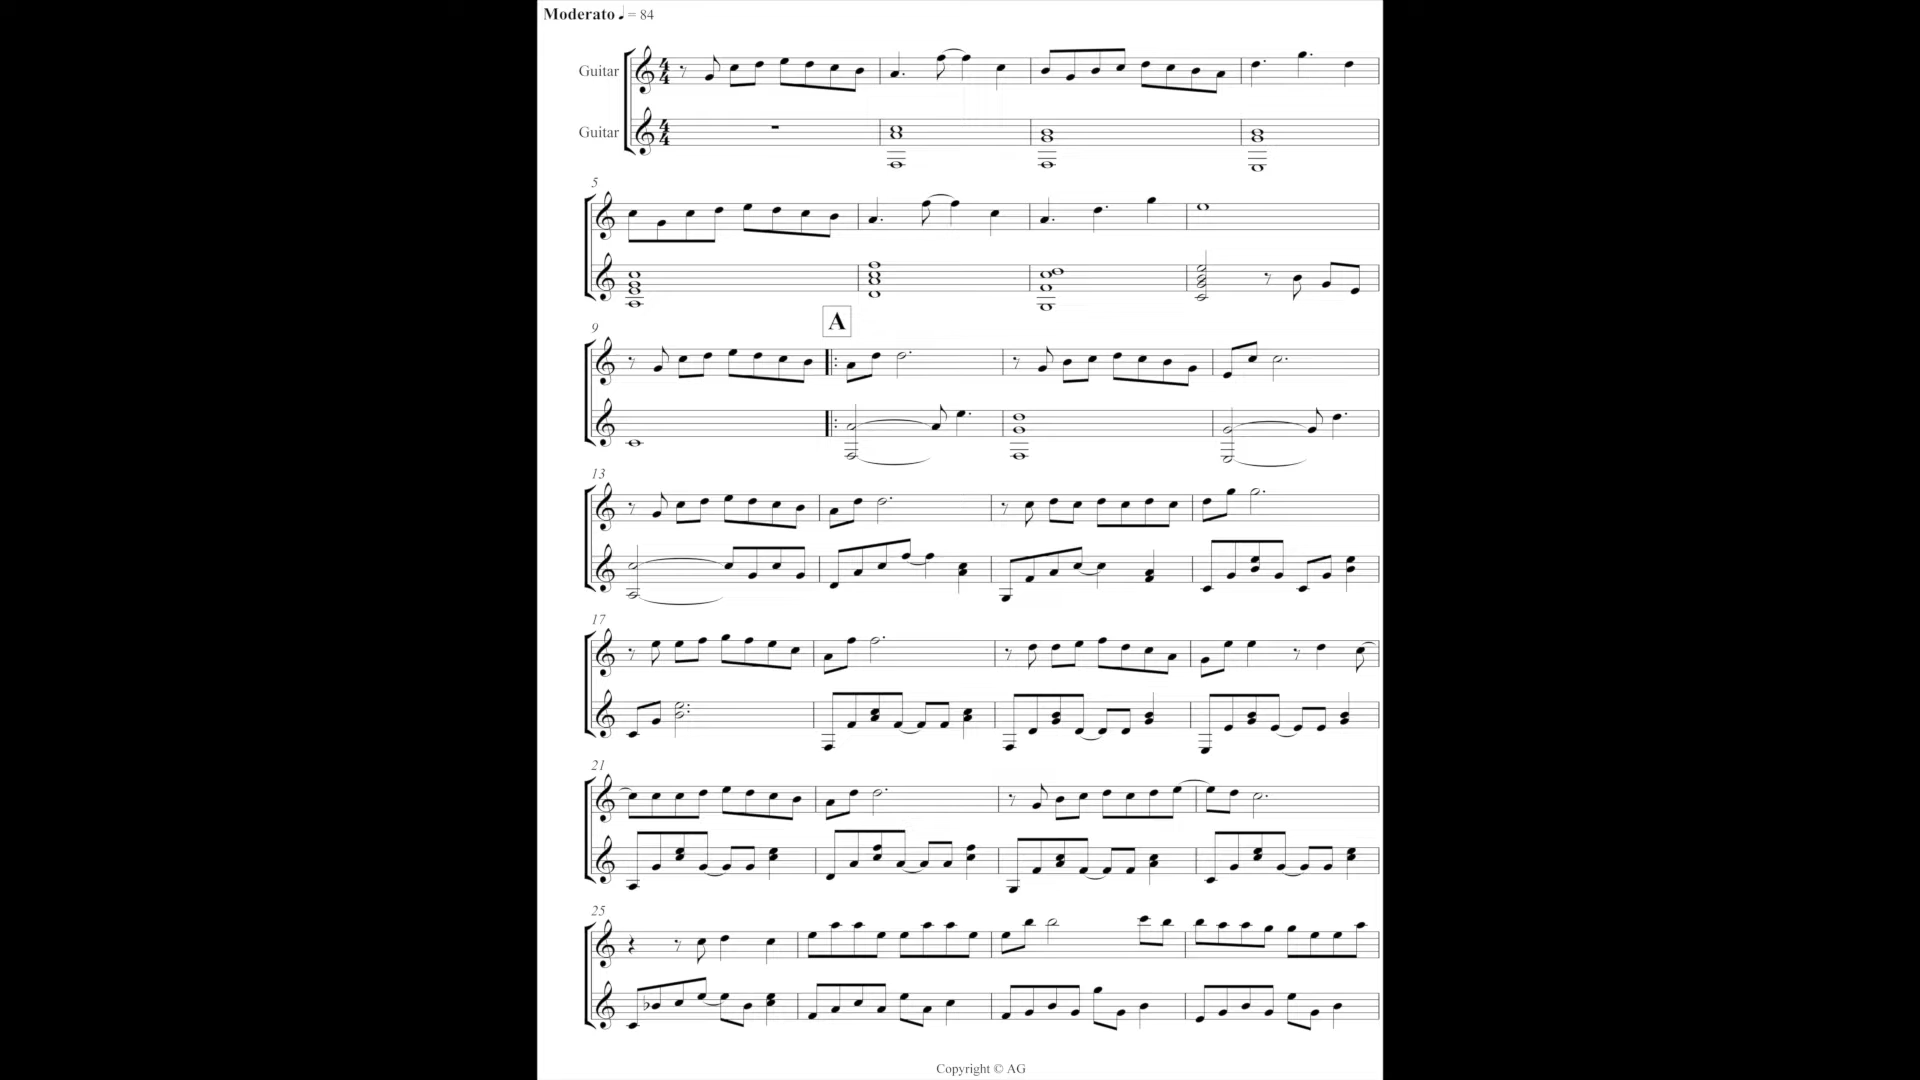 Moderato ♩ = 84
Guitar
Guitar
5
A
9
13
17
21
25
Copyright © AG